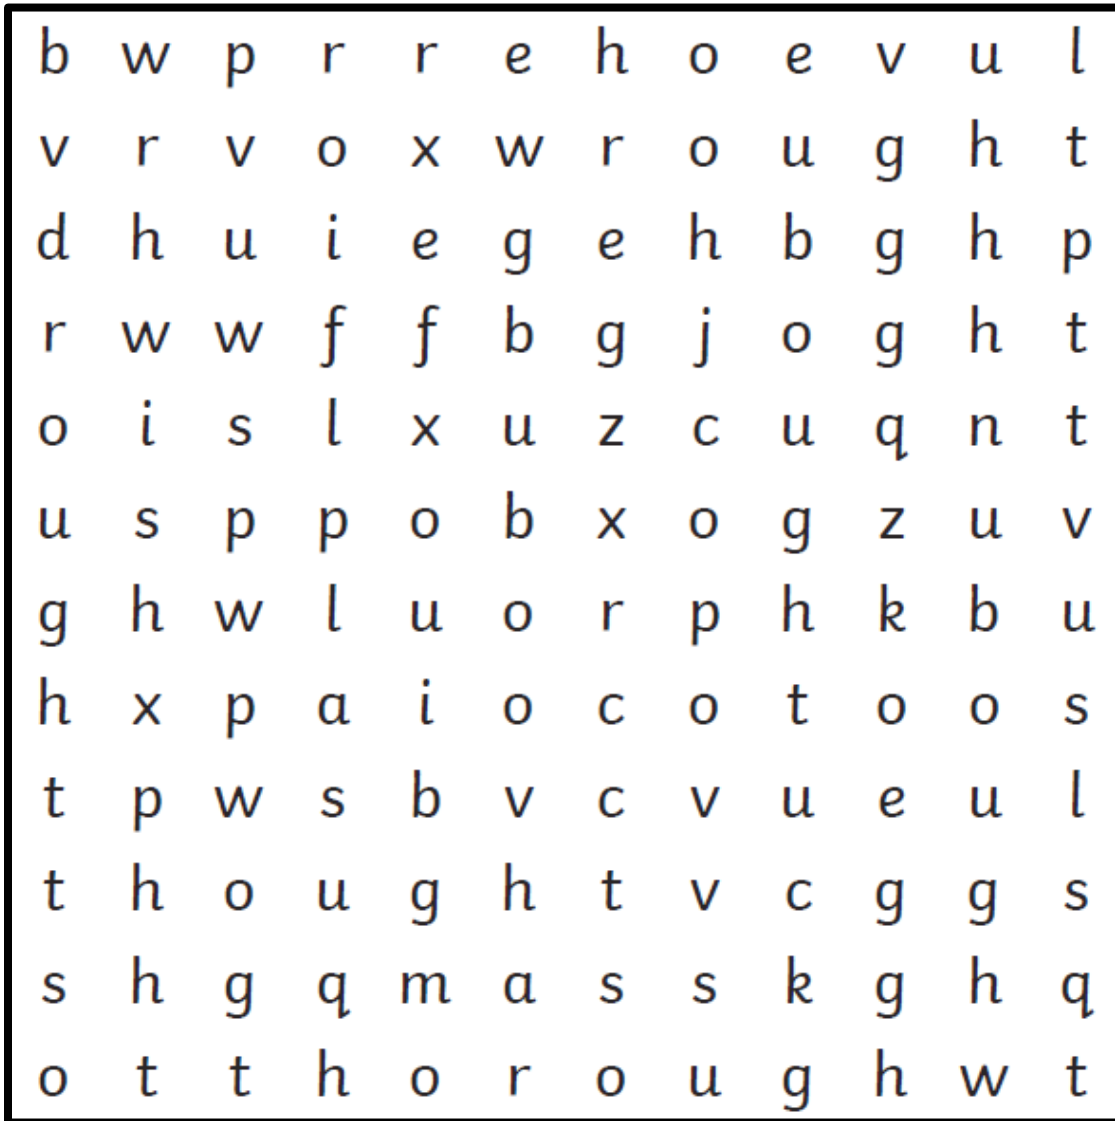 b w p r r e h o e v u l
v r v o x w r o u g h t
d h u i e g e h b g h p
r w w f f b g j o g h t
o i s l x u z c u q n t
u s p p o b x o g z u v
g h w l u o r p h k b u
h x p a i o c o t o o s
t p w s b v c v u e u l
t h o u g h t v c g g s
s h g q m a s s k g h q
o t t h o r o u g h w t